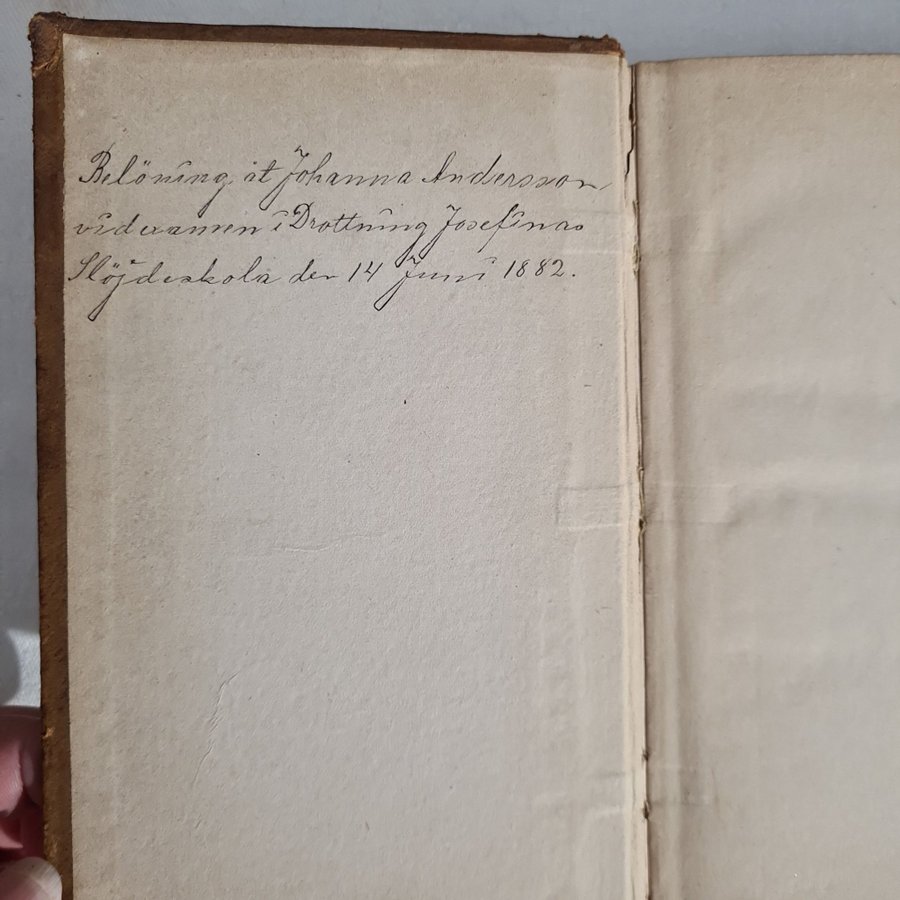 Belöning åt Johanna Andersson
vid examen i Drottning Josefinas
Slöjdeskola den 14 Juni 1882.